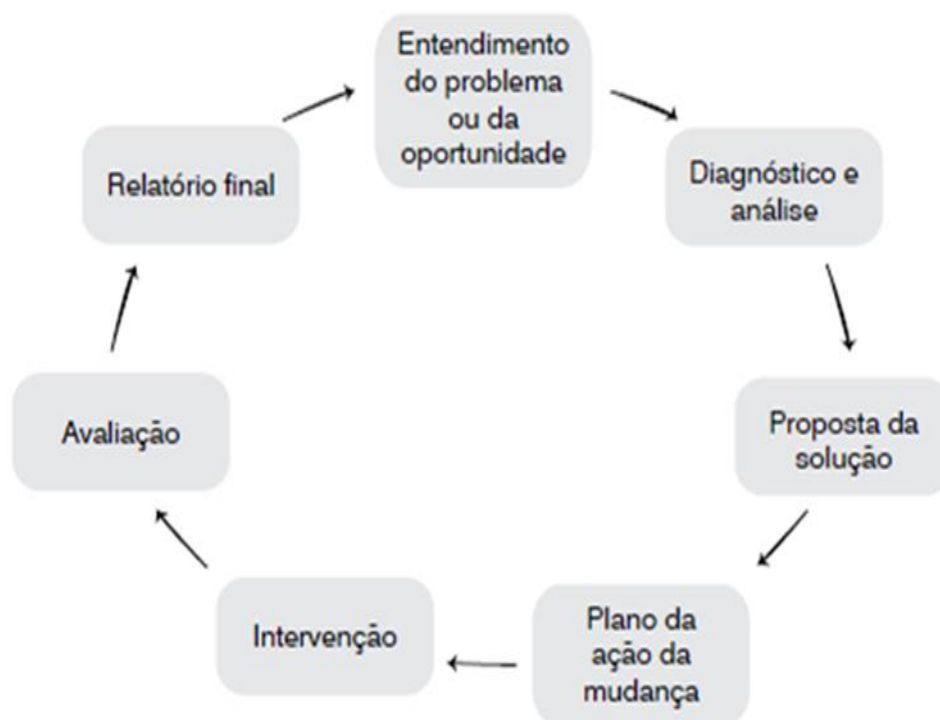 Entendimento
do problema
ou da
oportunidade
Diagnóstico e
análise
Proposta da
solução
Plano da
ação da
mudança
Intervenção
Avaliação
Relatório final